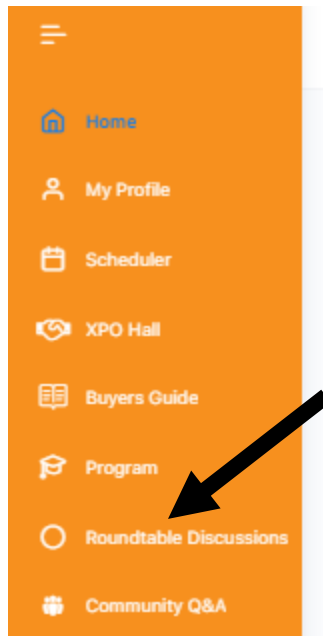 Home
My Profile
Scheduler
XPO Hall
Buyers Guide
Program
Roundtable Discussions
Community Q&A